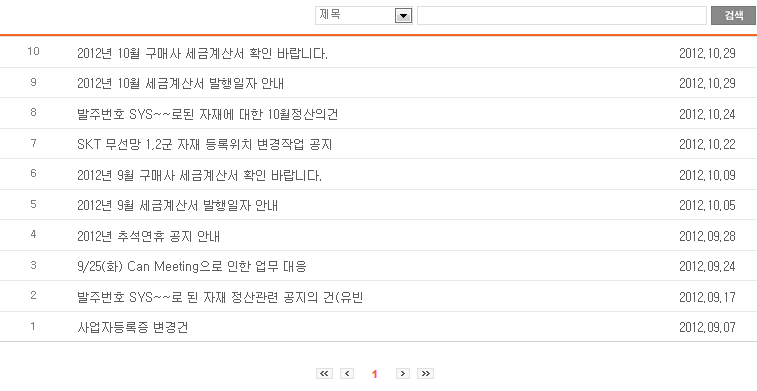 제목 검색
10 2012년 10월 구매사 세금계산서 확인 바랍니다. 2012.10.29
9 2012년 10월 세금계산서 발행일자 안내 2012.10.29
8 발주번호 SYS~~로된 자재에 대한 10월정산의건 2012.10.24
7 SKT 무선망 1,2군 자재 등록위치 변경작업 공지 2012.10.22
6 2012년 9월 구매사 세금계산서 확인 바랍니다. 2012.10.09
5 2012년 9월 세금계산서 발행일자 안내 2012.10.05
4 2012년 추석연휴 공지 안내 2012.09.28
3 9/25(화) Can Meeting으로 인한 업무 대응 2012.09.24
2 발주번호 SYS~~로 된 자재 정산관련 공지의 건(유빈 2012.09.17
1 사업자등록증 변경건 2012.09.07
1